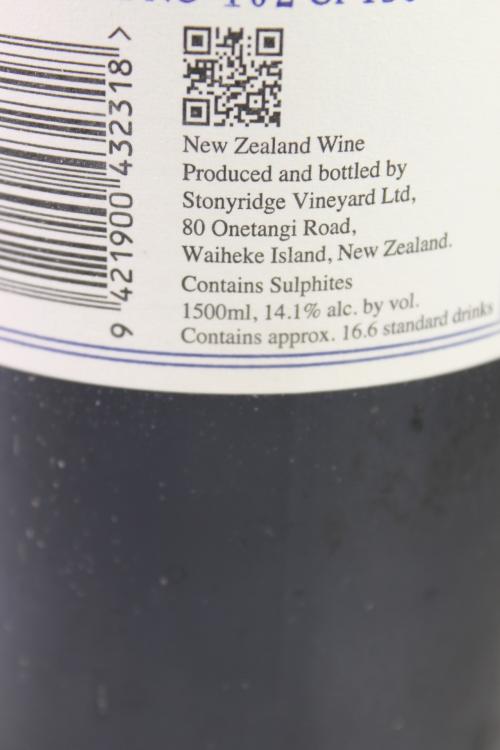 New Zealand Wine
Produced and bottled by
Stonyridge Vineyard Ltd,
80 Onetangi Road,
Waiheke Island, New Zealand.
Contains Sulphites
1500ml, 14.1% alc. by vol.
Contains approx. 16.6 standard drinks
9 421900 432318 >